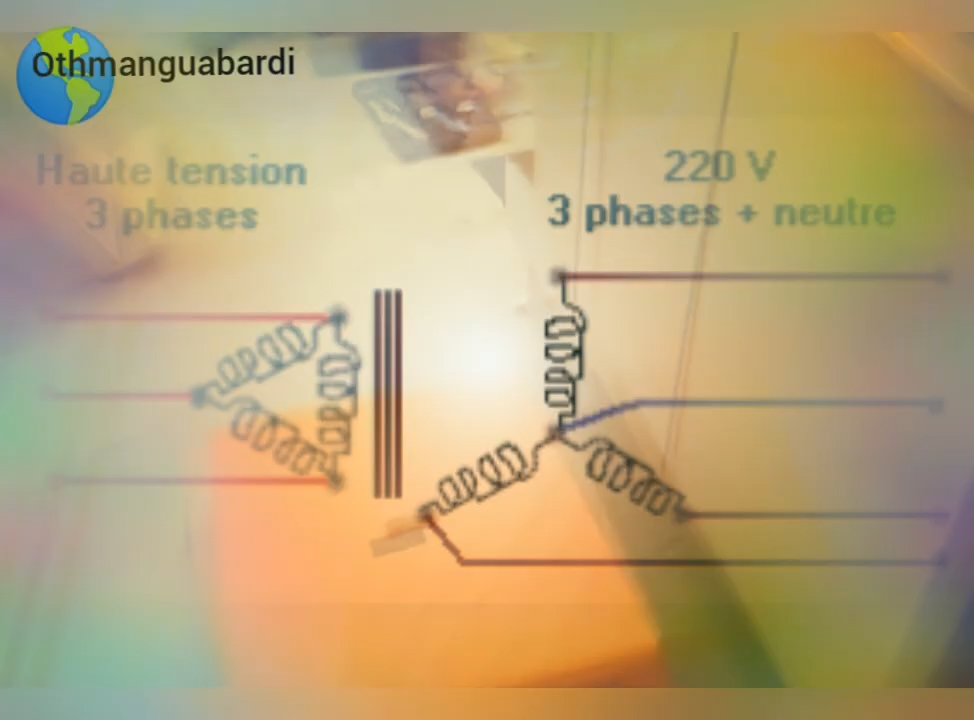 Othmanguabardi
Haute tension
3 phases
220 V
3 phases + neutre